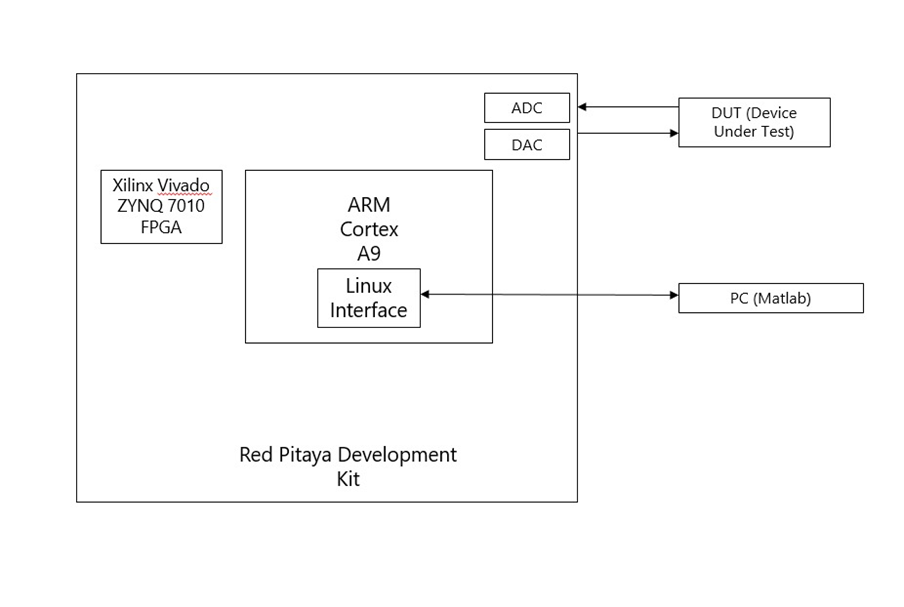 ADC
DAC
DUT (Device
Under Test)
Xilinx Vivado
ZYNQ 7010
FPGA
ARM
Cortex
A9
Linux
Interface
PC (Matlab)
Red Pitaya Development
Kit